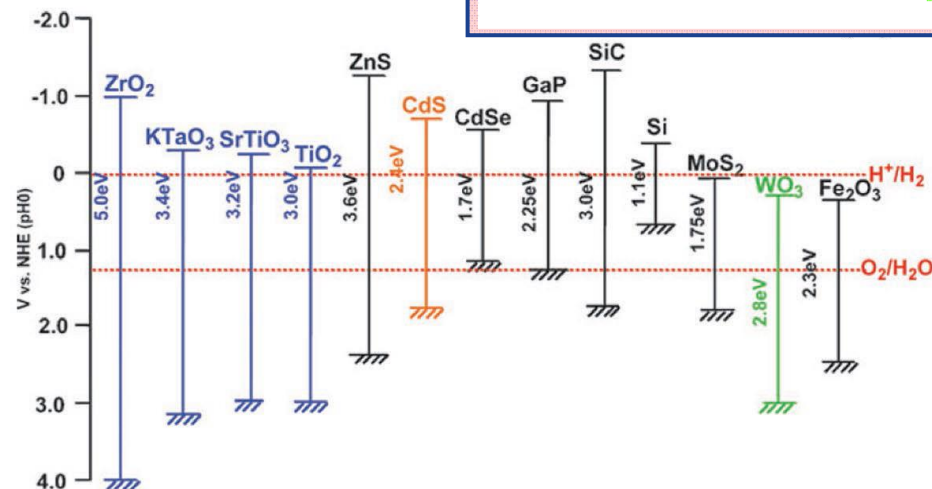 -2.0
-1.0
0
1.0
2.0
3.0
4.0
V vs. NHE (pH0)
ZrO2
5.0eV
KTaO3
3.4eV
SrTiO3
3.2eV
TiO2
3.0eV
ZnS
3.6eV
CdS
2.4eV
CdSe
1.7eV
GaP
2.25eV
SiC
3.0eV
Si
1.1eV
MoS2
1.75eV
WO3
2.8eV
Fe2O3
2.3eV
H+/H2
O2/H2O